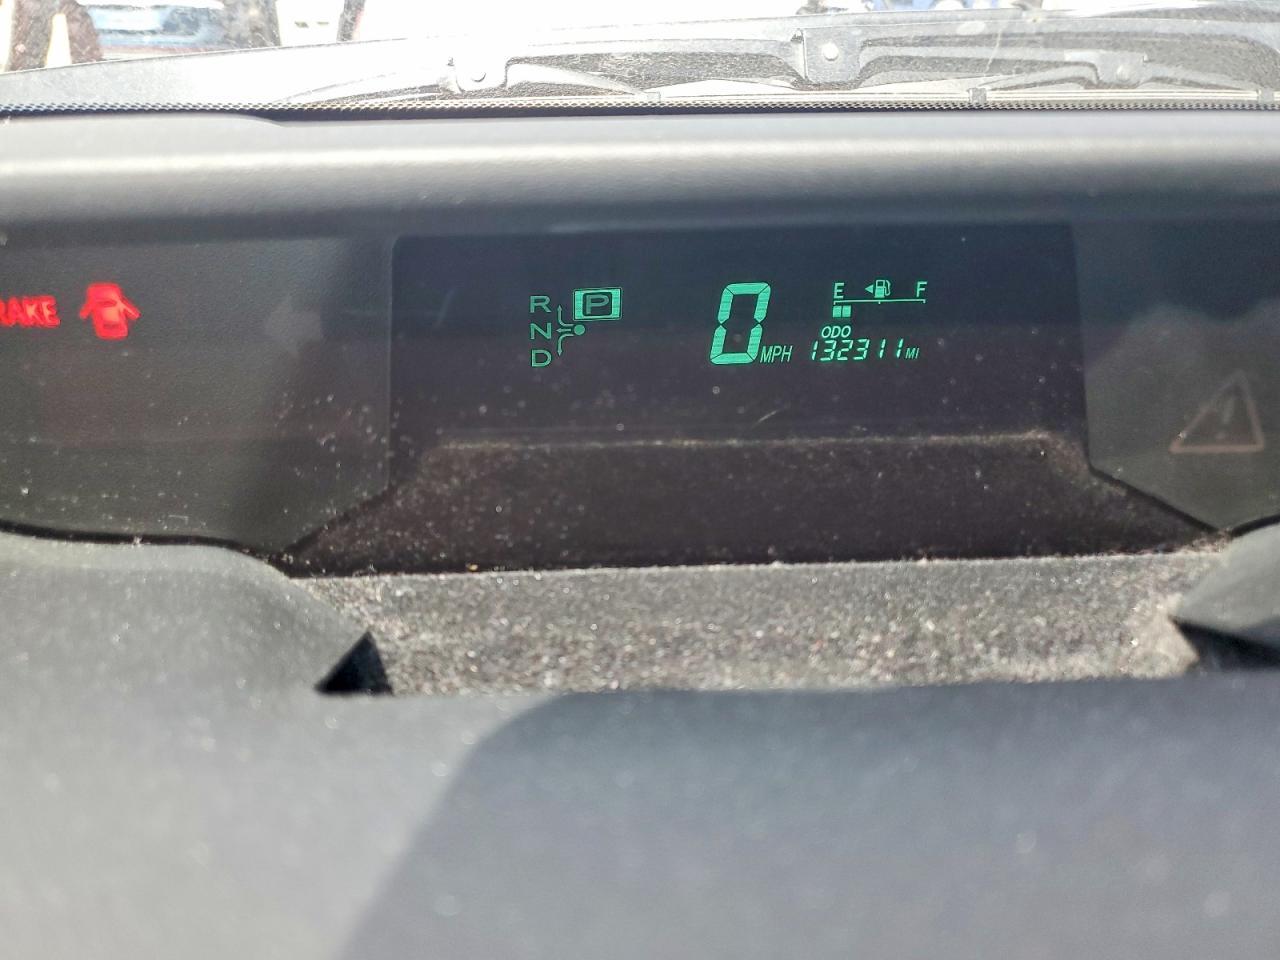 RAKE
R P
N
D
0 MPH
E F
ODO
132311 MI